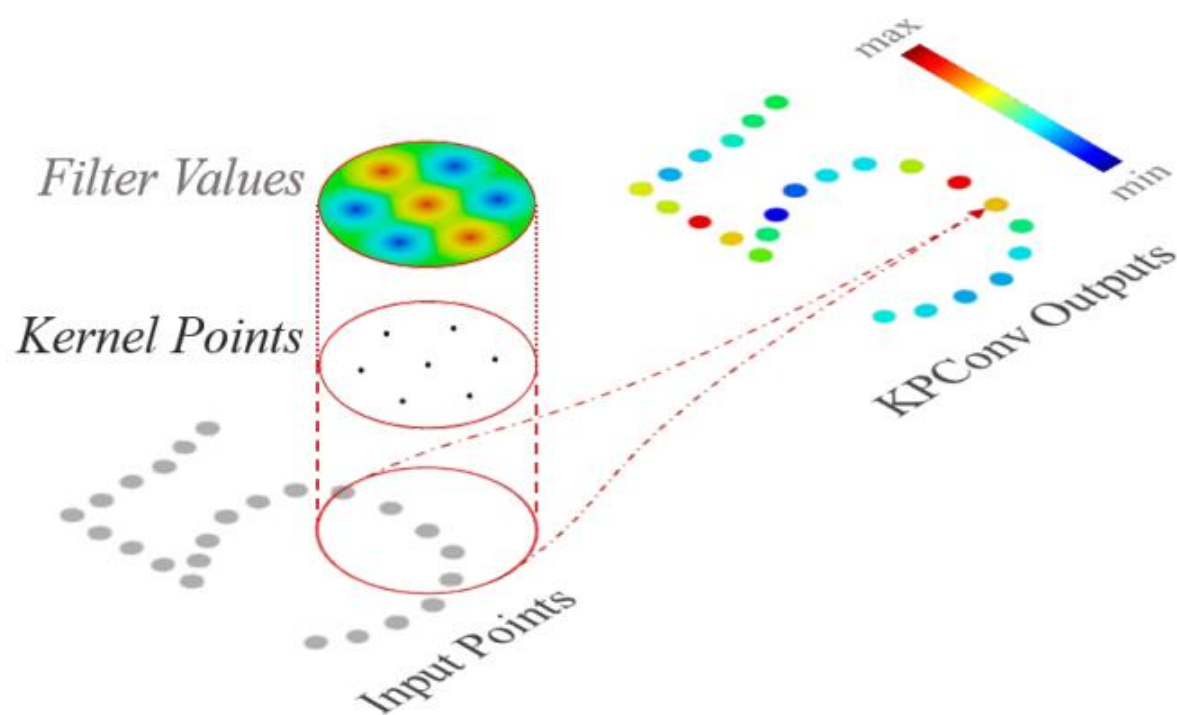 max
min
Filter Values
Kernel Points
KPConv Outputs
Input Points